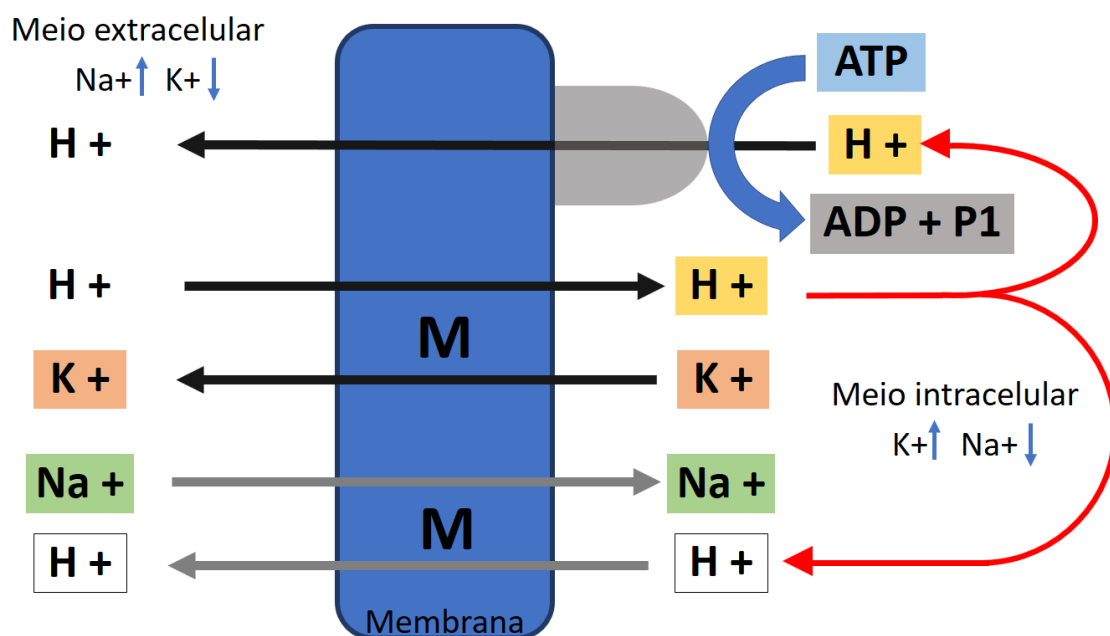 Meio extracelular
Na+ K+
ATP
H + H +
ADP + P1
H + H +
M
K + K +
Meio intracelular
K+ Na+
Na + Na +
M
H + H +
Membrana